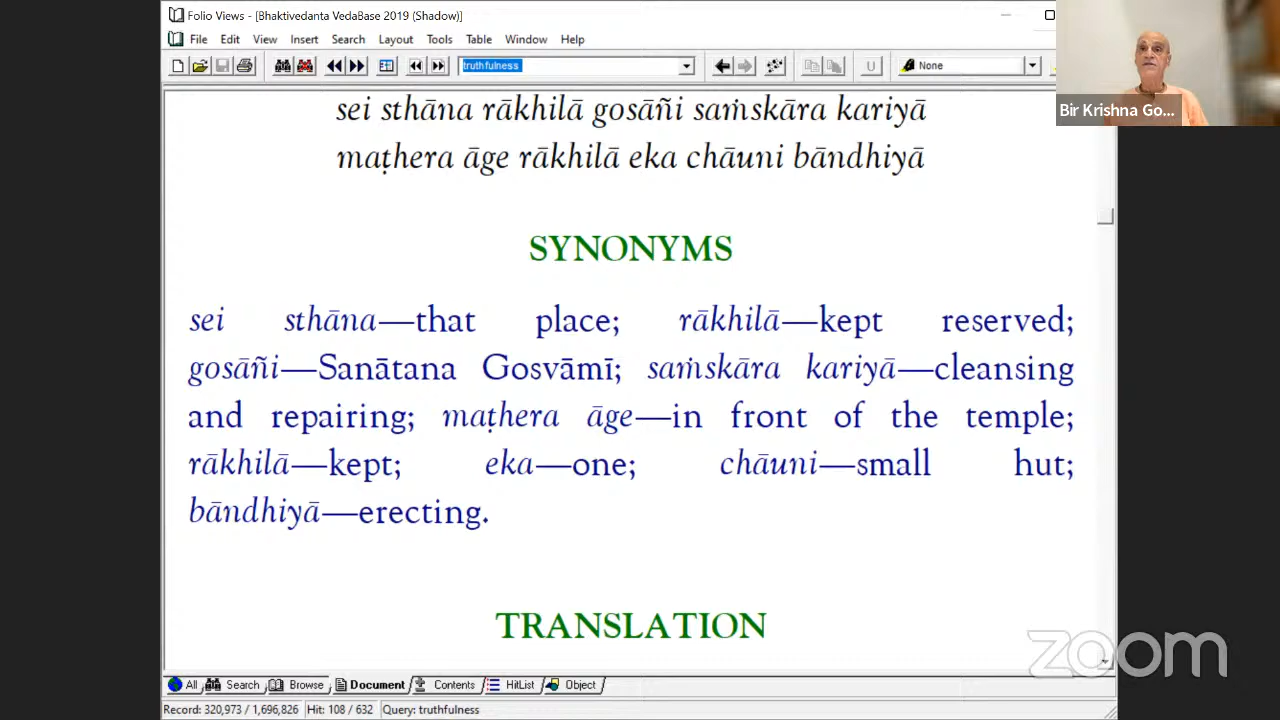 Folio Views - [Bhaktivedanta VedaBase 2019 (Shadow)]
File Edit View Insert Search Layout Tools Table Window Help
truthfulness
U
None
Bir Krishna Go...
sei sthāna rākhilā gosāñi saṁskāra kariyā
maṭhera āge rākhilā eka chāuni bāndhiyā
SYNONYMS
sei sthāna—that place; rākhilā—kept reserved;
gosāñi—Sanātana Gosvāmī; saṁskāra kariyā—cleansing
and repairing; maṭhera āge—in front of the temple;
rākhilā—kept; eka—one; chāuni—small hut;
bāndhiyā—erecting.
TRANSLATION
zoom
All Search Browse Document Contents HitList Object
Record: 320,973 / 1,696,826 Hit: 108 / 632 Query: truthfulness